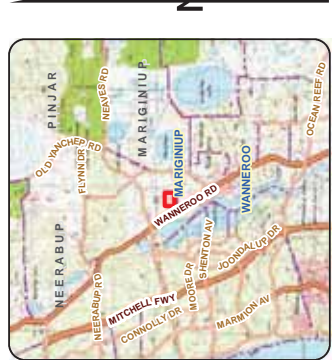 N
PINJAR
NEAVES RD
OLD YANCHEP RD
FLYNN DR
MARIGINIUP
NEERABUP
OCEAN REEF RD
MARIGINIUP
WANNEROO RD
WANNEROO
NEERABUP RD
MITCHELL FWY
CONNOLLY DR
MOORE DR
SHENTON AV
JOONDALUP DR
MARMION AV